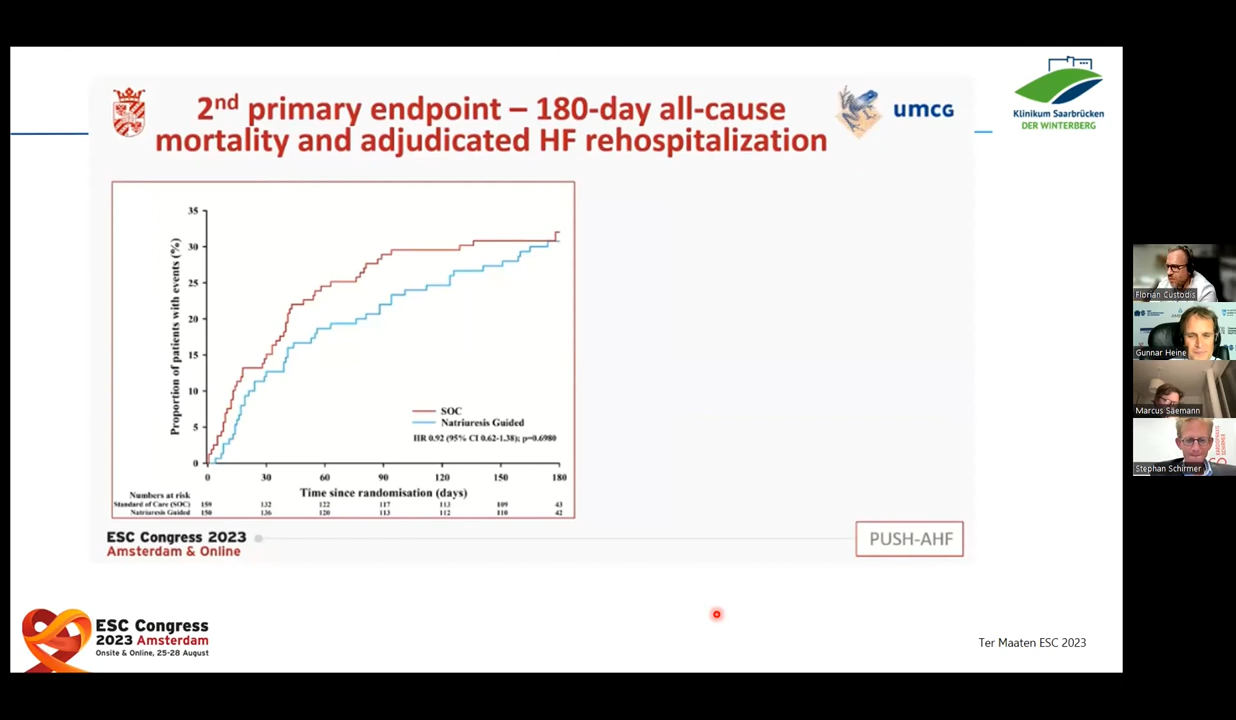 2nd primary endpoint – 180-day all-cause
mortality and adjudicated HF rehospitalization
umcg
Klinikum Saarbrücken
DER WINTERBERG
Proportion of patients with events (%)
35
30
25
20
15
10
5
0
SOC
Natriuresis Guided
HR 0.92 (95% CI 0.62-1.38); p=0.6980
0 30 60 90 120 150 180
Time since randomisation (days)
Numbers at risk
Standard of Care (SOC) 159 132 122 117 113 109 43
Natriuresis Guided 150 136 120 113 112 110 42
ESC Congress 2023
Amsterdam & Online
PUSH-AHF
ESC Congress
2023 Amsterdam
Onsite & Online, 25-28 August
Ter Maaten ESC 2023
Florian Custodis
Gunnar Heine
Marcus Säemann
Stephan Schirmer